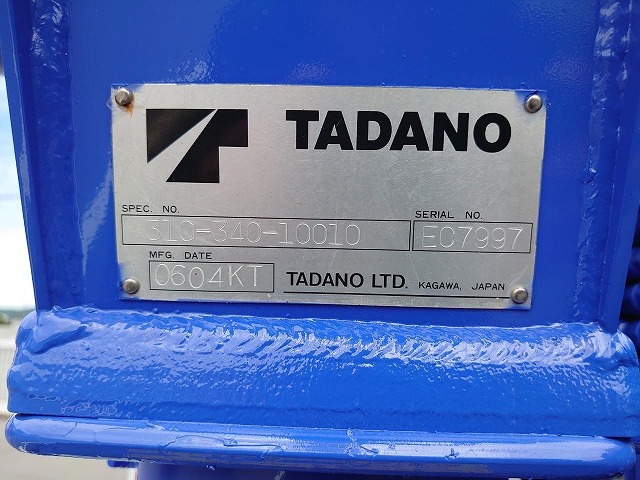 TADANO
SPEC. NO.
310-340-10010
SERIAL NO.
EC7997
MFG. DATE
0604KT
TADANO LTD. KAGAWA, JAPAN